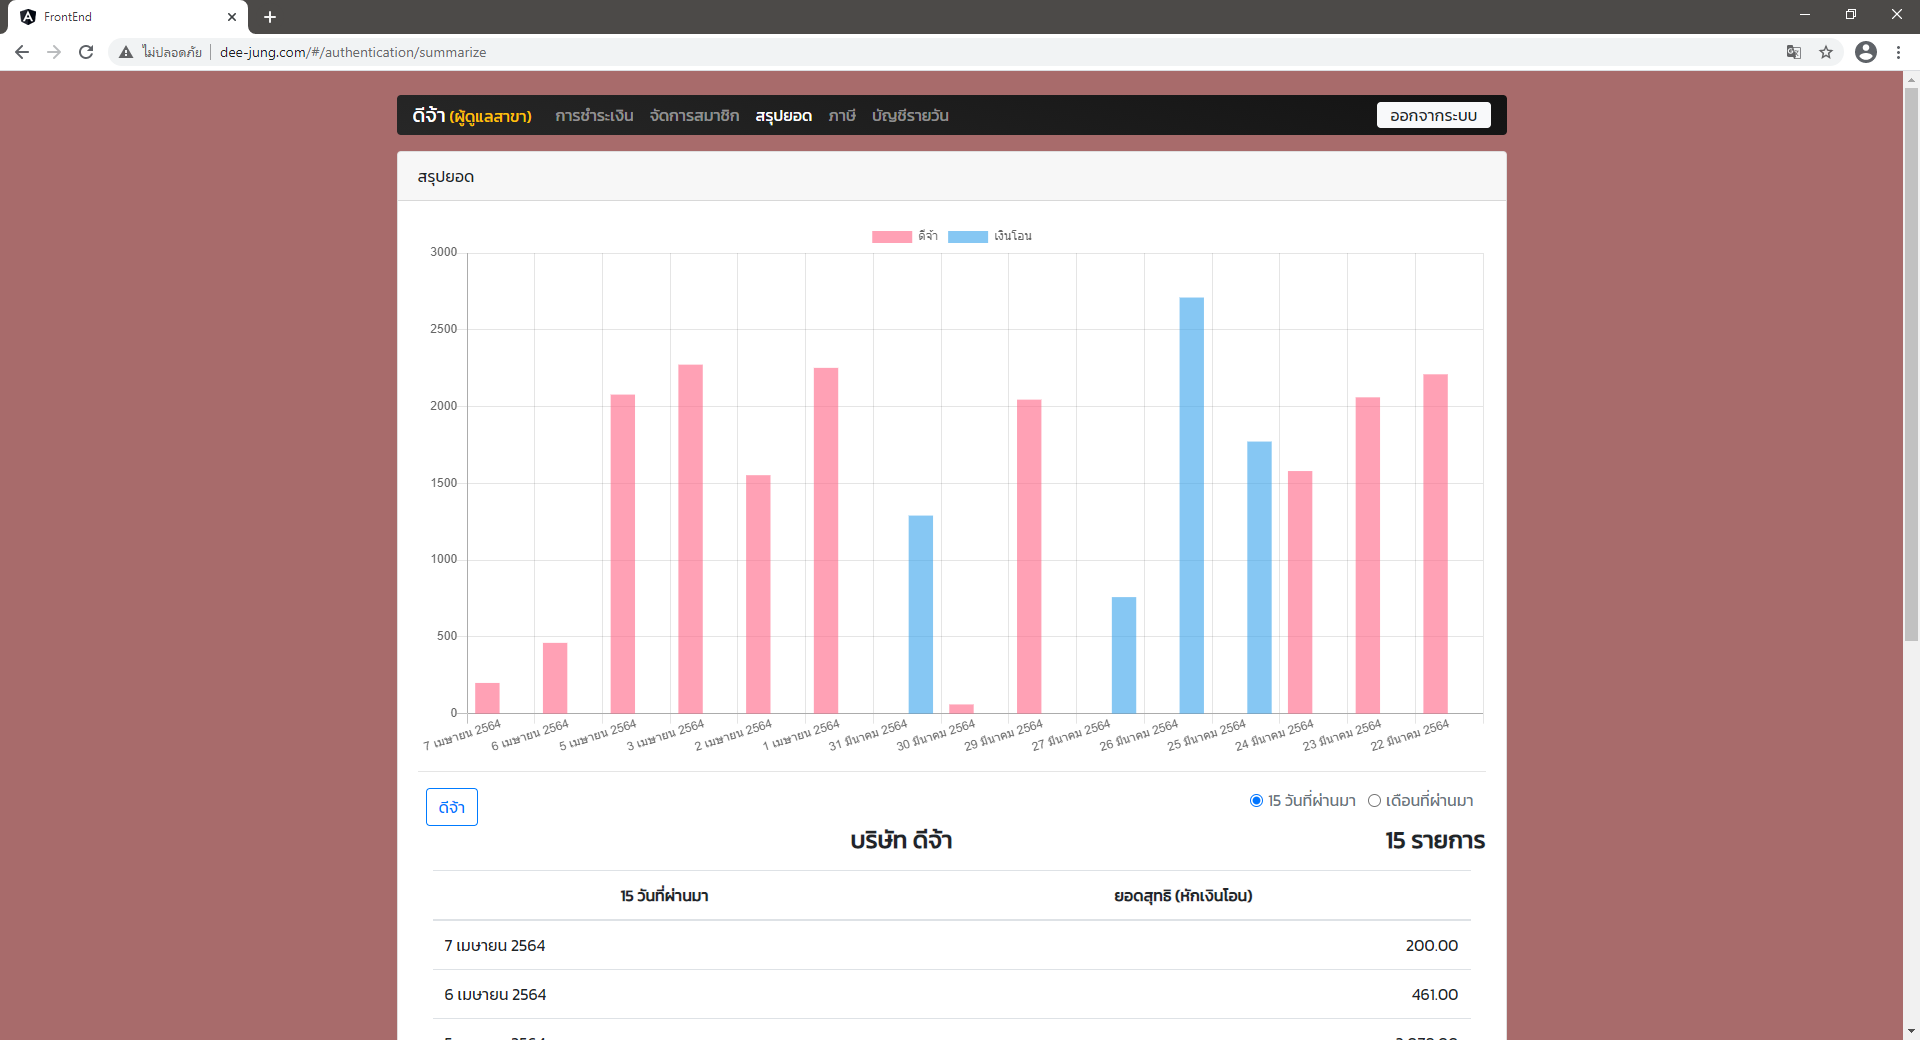 FrontEnd
ไม่ปลอดภัย dee-jung.com/#/authentication/summarize
ดีจ้า (ผู้ดูแลสาขา) การชำระเงิน จัดการสมาชิก สรุปยอด ภาษี บัญชีรายวัน ออกจากระบบ
สรุปยอด
ดีจ้า เงินโอน
3000
2500
2000
1500
1000
500
0
7 เมษายน 2564 6 เมษายน 2564 5 เมษายน 2564 3 เมษายน 2564 2 เมษายน 2564 1 เมษายน 2564 31 มีนาคม 2564 30 มีนาคม 2564 29 มีนาคม 2564 27 มีนาคม 2564 26 มีนาคม 2564 25 มีนาคม 2564 24 มีนาคม 2564 23 มีนาคม 2564 22 มีนาคม 2564
ดีจ้า 15 วันที่ผ่านมา เดือนที่ผ่านมา
บริษัท ดีจ้า 15 รายการ
15 วันที่ผ่านมา ยอดสุทธิ (หักเงินโอน)
7 เมษายน 2564 200.00
6 เมษายน 2564 461.00